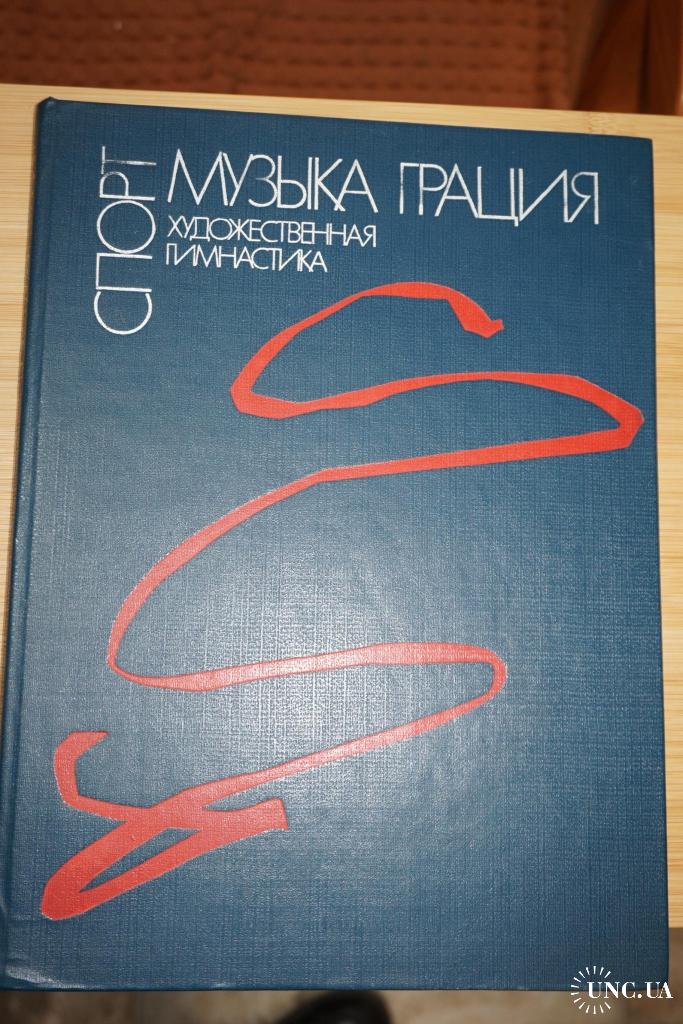 СПОРТ
МУЗЫКА ГРАЦИЯ
ХУДОЖЕСТВЕННАЯ
ГИМНАСТИКА
UNC.UA